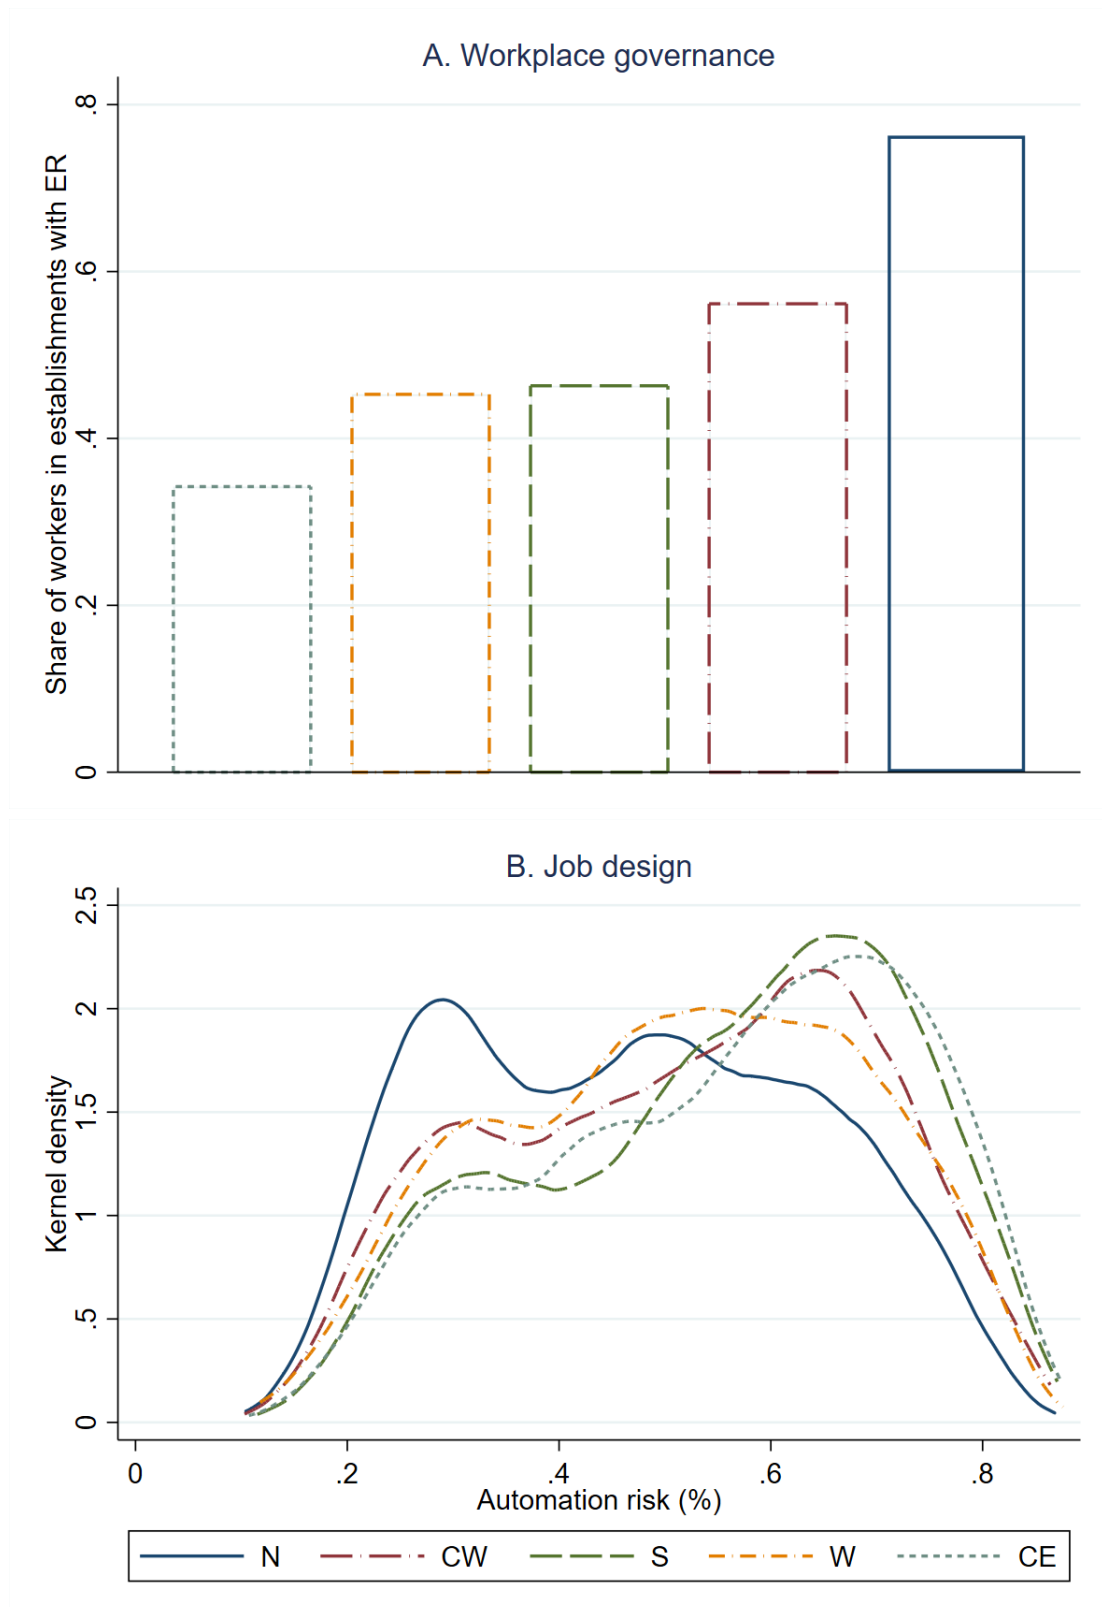 A. Workplace governance
Share of workers in establishments with ER
.8
.6
.4
.2
0
B. Job design
Kernel density
2.5
2
1.5
1
.5
0
0 .2 .4 .6 .8
Automation risk (%)
N CW S W CE